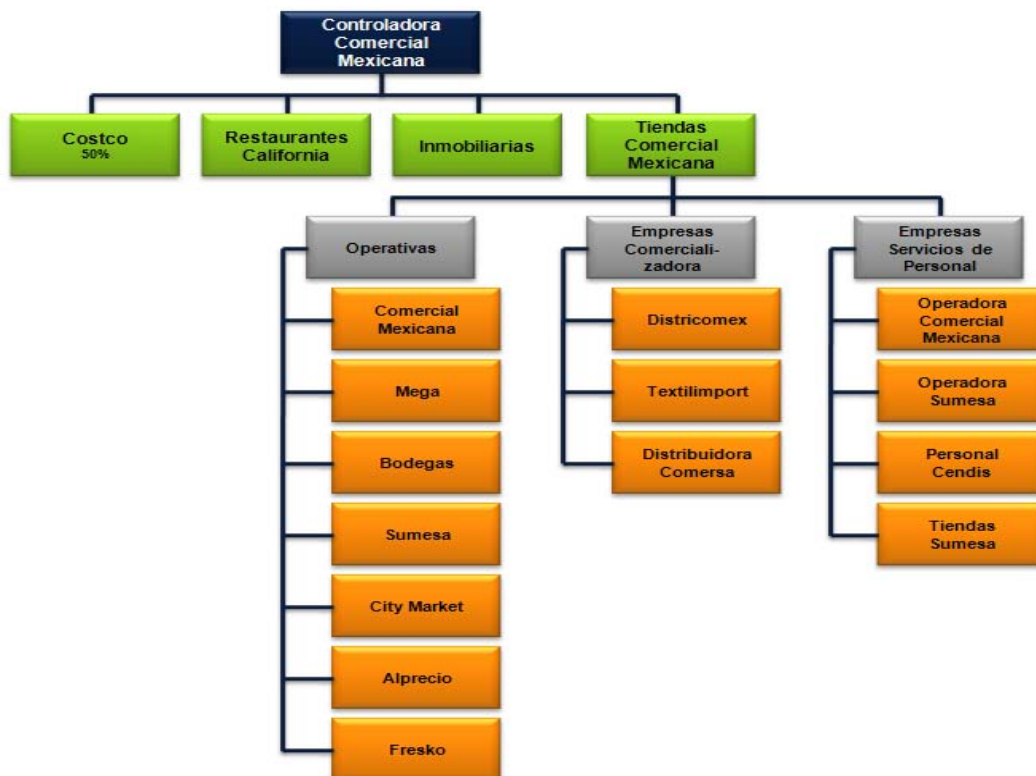 Controladora
Comercial
Mexicana
Costco
50%
Restaurantes
California
Inmobiliarias
Tiendas
Comercial
Mexicana
Operativas
Comercial
Mexicana
Mega
Bodegas
Sumesa
City Market
Alprecio
Fresko
Empresas
Comerciali-
zadora
Districomex
Textilimport
Distribuidora
Comersa
Empresas
Servicios de
Personal
Operadora
Comercial
Mexicana
Operadora
Sumesa
Personal
Cendis
Tiendas
Sumesa